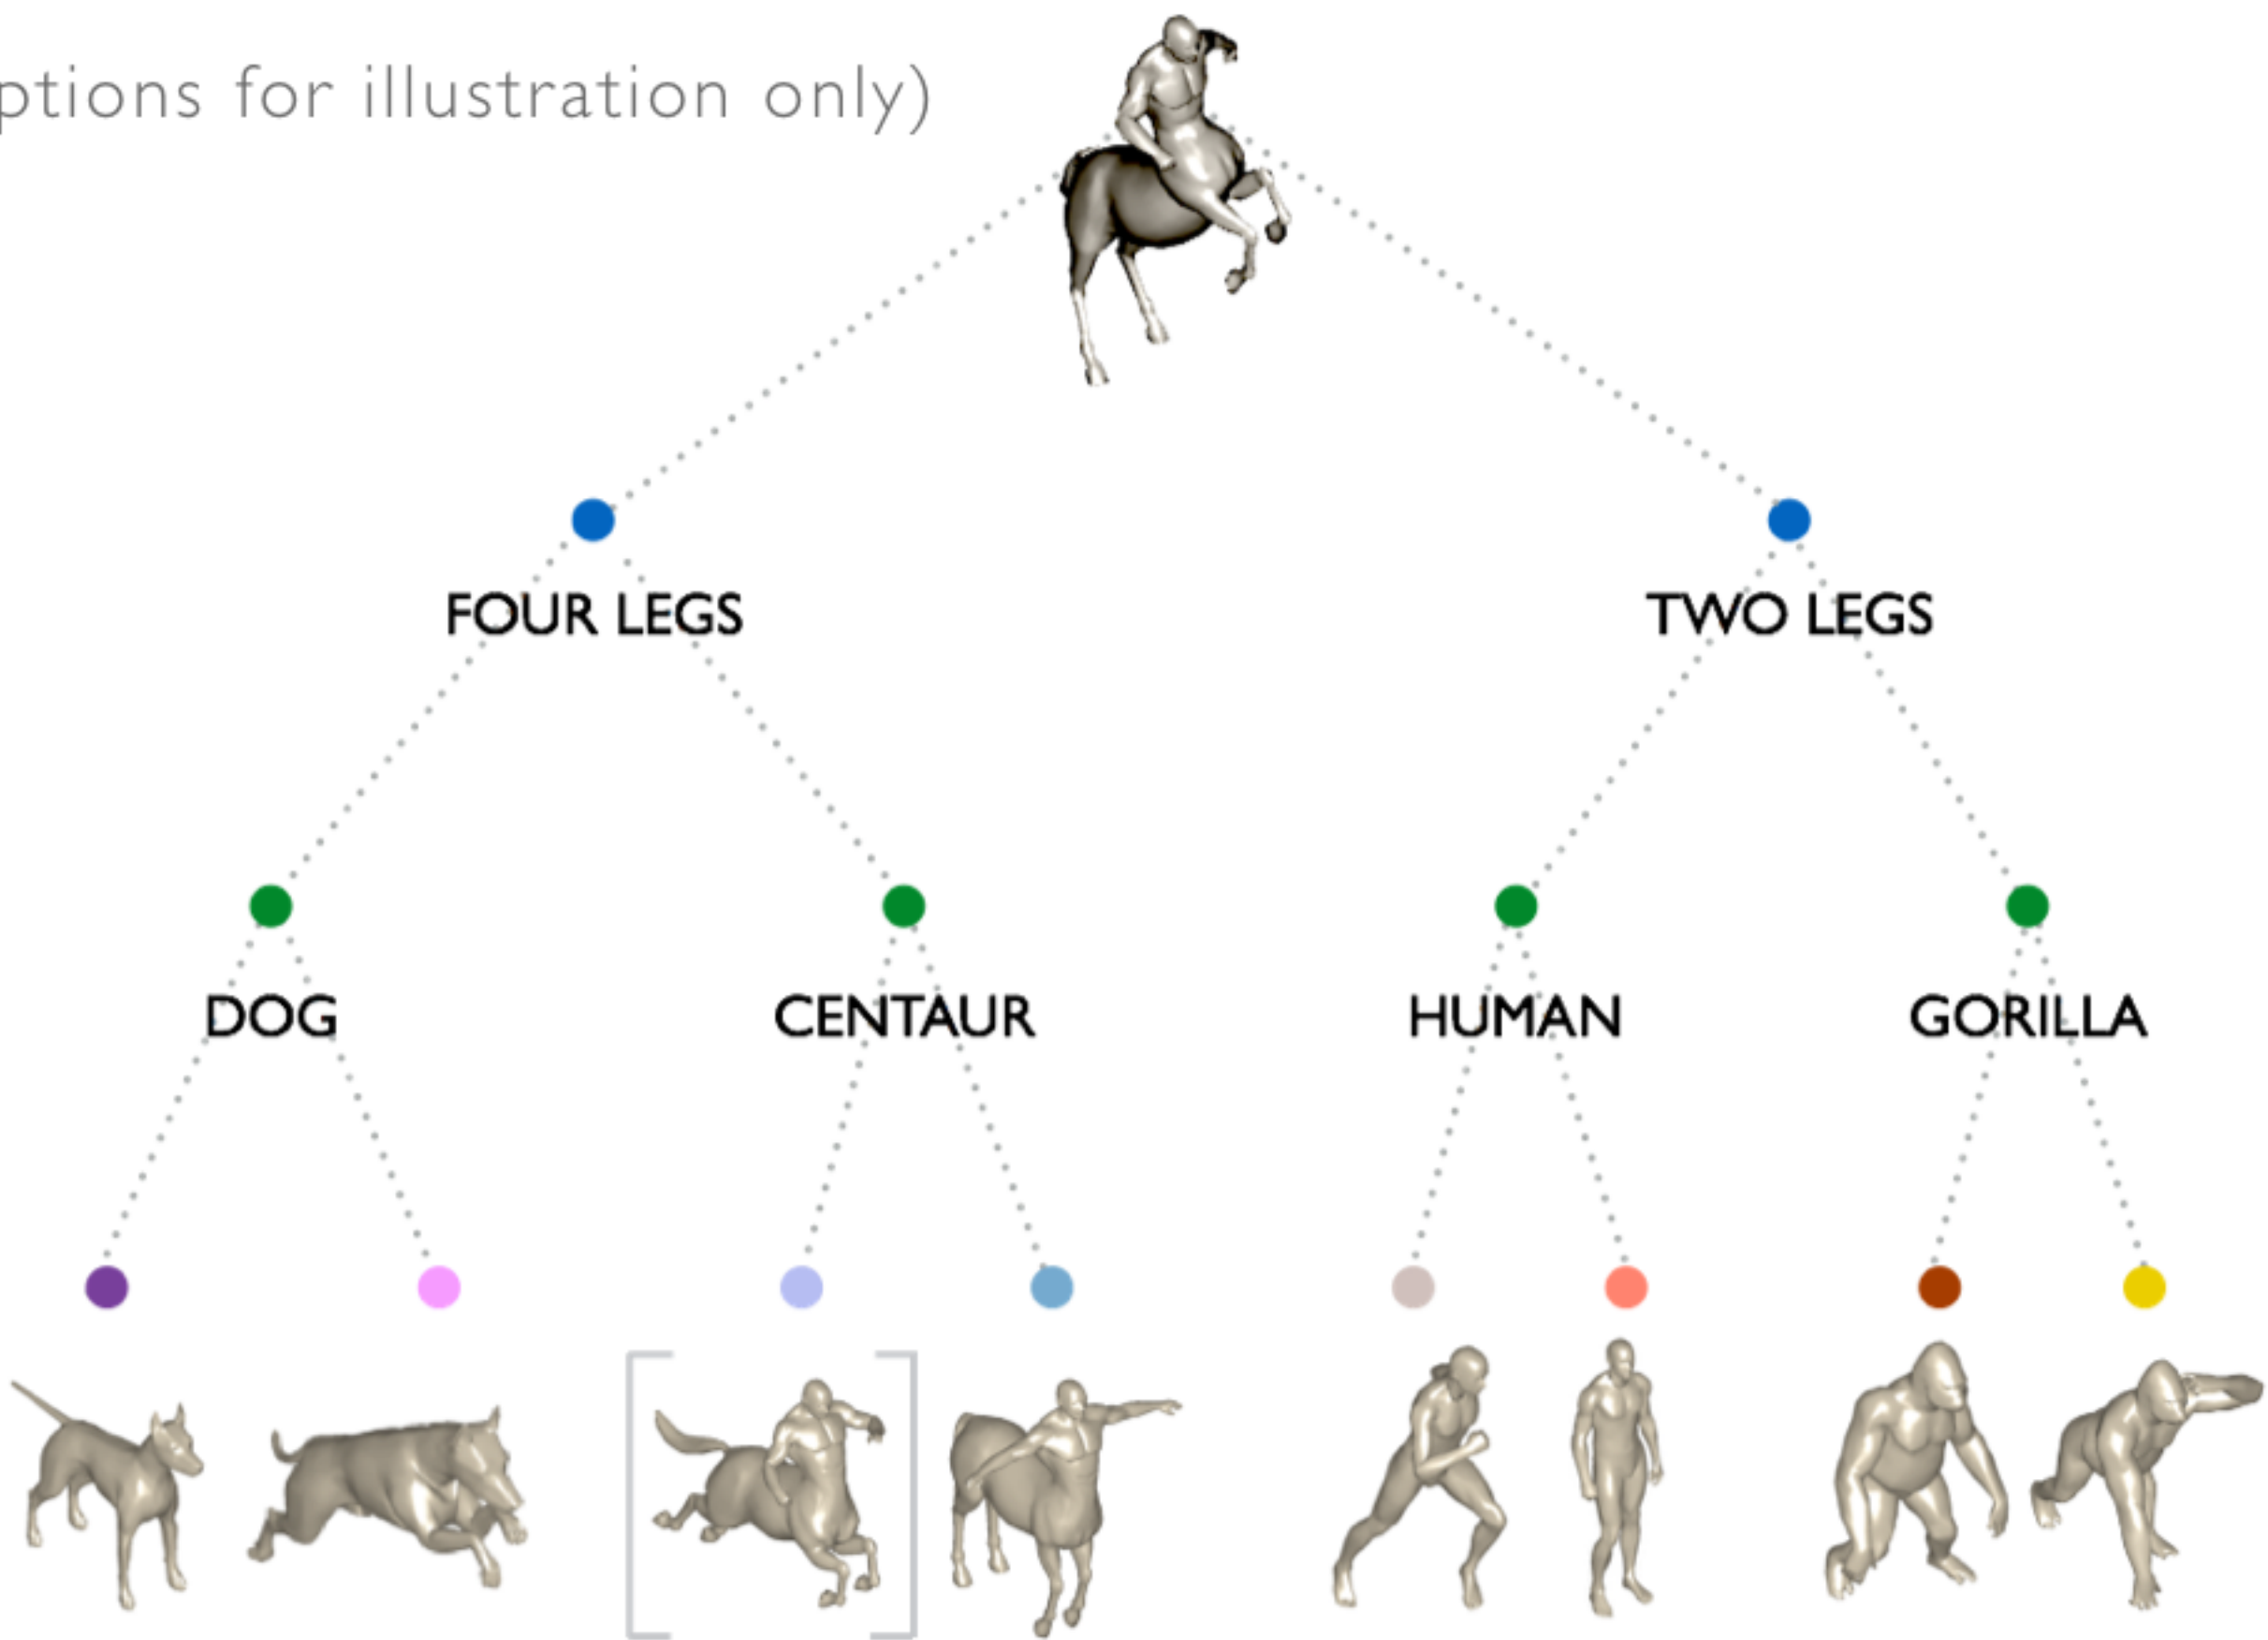 ptions for illustration only)
FOUR LEGS
TWO LEGS
DOG
CENTAUR
HUMAN
GORILLA